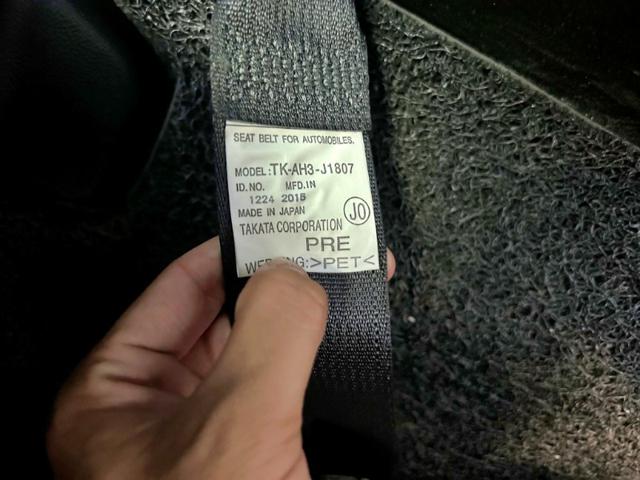 SEAT BELT FOR AUTOMOBILES.
MODEL:TK-AH3-J1807
ID.NO. MFD.IN
1224 2015
MADE IN JAPAN
JO
TAKATA CORPORATION
PRE
>PET<